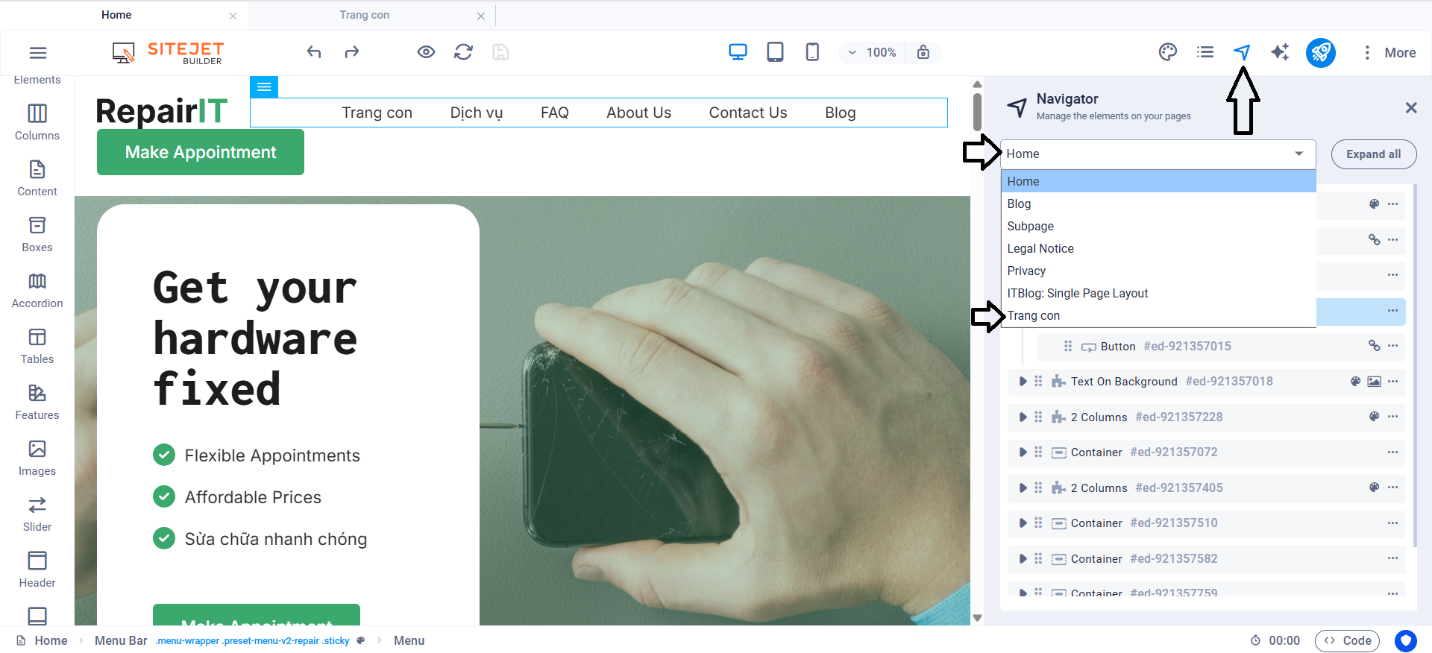 Home
Trang con
SITEJET
BUILDER
100%
More
Elements
Columns
Content
Boxes
Accordion
Tables
Features
Images
Slider
Header
RepairIT
Trang con
Dịch vụ
FAQ
About Us
Contact Us
Blog
Make Appointment
Get your
hardware
fixed
Flexible Appointments
Affordable Prices
Sửa chữa nhanh chóng
Make Appointment
Navigator
Manage the elements on your pages
Home
Expand all
Home
Blog
Subpage
Legal Notice
Privacy
ITBlog: Single Page Layout
Trang con
Button #ed-921357015
Text On Background #ed-921357018
2 Columns #ed-921357228
Container #ed-921357072
2 Columns #ed-921357405
Container #ed-921357510
Container #ed-921357582
Container #ed-921357759
Home
Menu Bar .menu-wrapper .preset-menu-v2-repair .sticky
Menu
00:00
Code